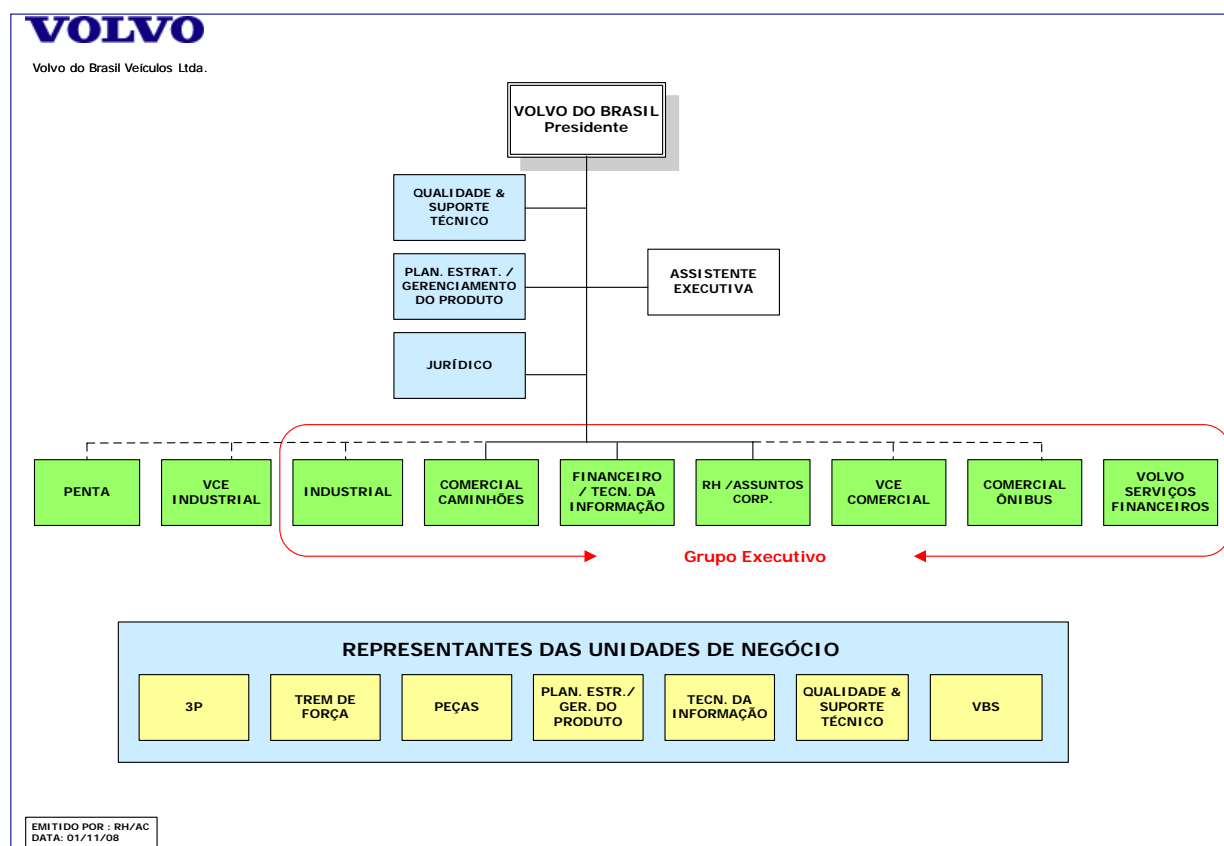 VOLVO
Volvo do Brasil Veículos Ltda.
VOLVO DO BRASIL
Presidente
QUALIDADE &
SUPORTE
TÉCNICO
PLAN. ESTRAT. /
GERENCIAMENTO
DO PRODUTO
ASSISTENTE
EXECUTIVA
JURÍDICO
PENTA
VCE
INDUSTRIAL
INDUSTRIAL
COMERCIAL
CAMINHÕES
FINANCEIRO
/ TECN. DA
INFORMAÇÃO
RH /ASSUNTOS
CORP.
VCE
COMERCIAL
COMERCIAL
ÔNIBUS
VOLVO
SERVIÇOS
FINANCEIROS
Grupo Executivo
REPRESENTANTES DAS UNIDADES DE NEGÓCIO
3P
TREM DE
FORÇA
PEÇAS
PLAN. ESTR./
GER. DO
PRODUTO
TECN. DA
INFORMAÇÃO
QUALIDADE &
SUPORTE
TÉCNICO
VBS
EMITIDO POR : RH/AC
DATA: 01/11/08